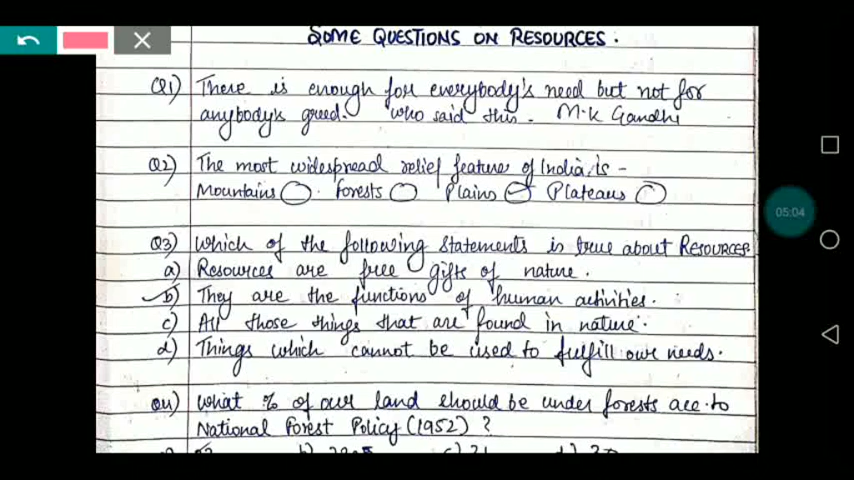 SOME QUESTIONS ON RESOURCES.
Q1) There is enough for everybody's need but not for
anybody's greed. who said this. M.K Gandhi
Q2) The most widespread relief feature of India, is -
Mountains Forests Plains Plateaus
Q3) Which of the following statements is true about RESOURCES.
a) Resources are free gifts of nature.
b) They are the functions of human activities.
c) All those things that are found in nature.
d) Things which cannot be used to fulfill our needs.
Q4) What % of our land should be under forests acc. to
National Forest Policy (1952) ?
05:04